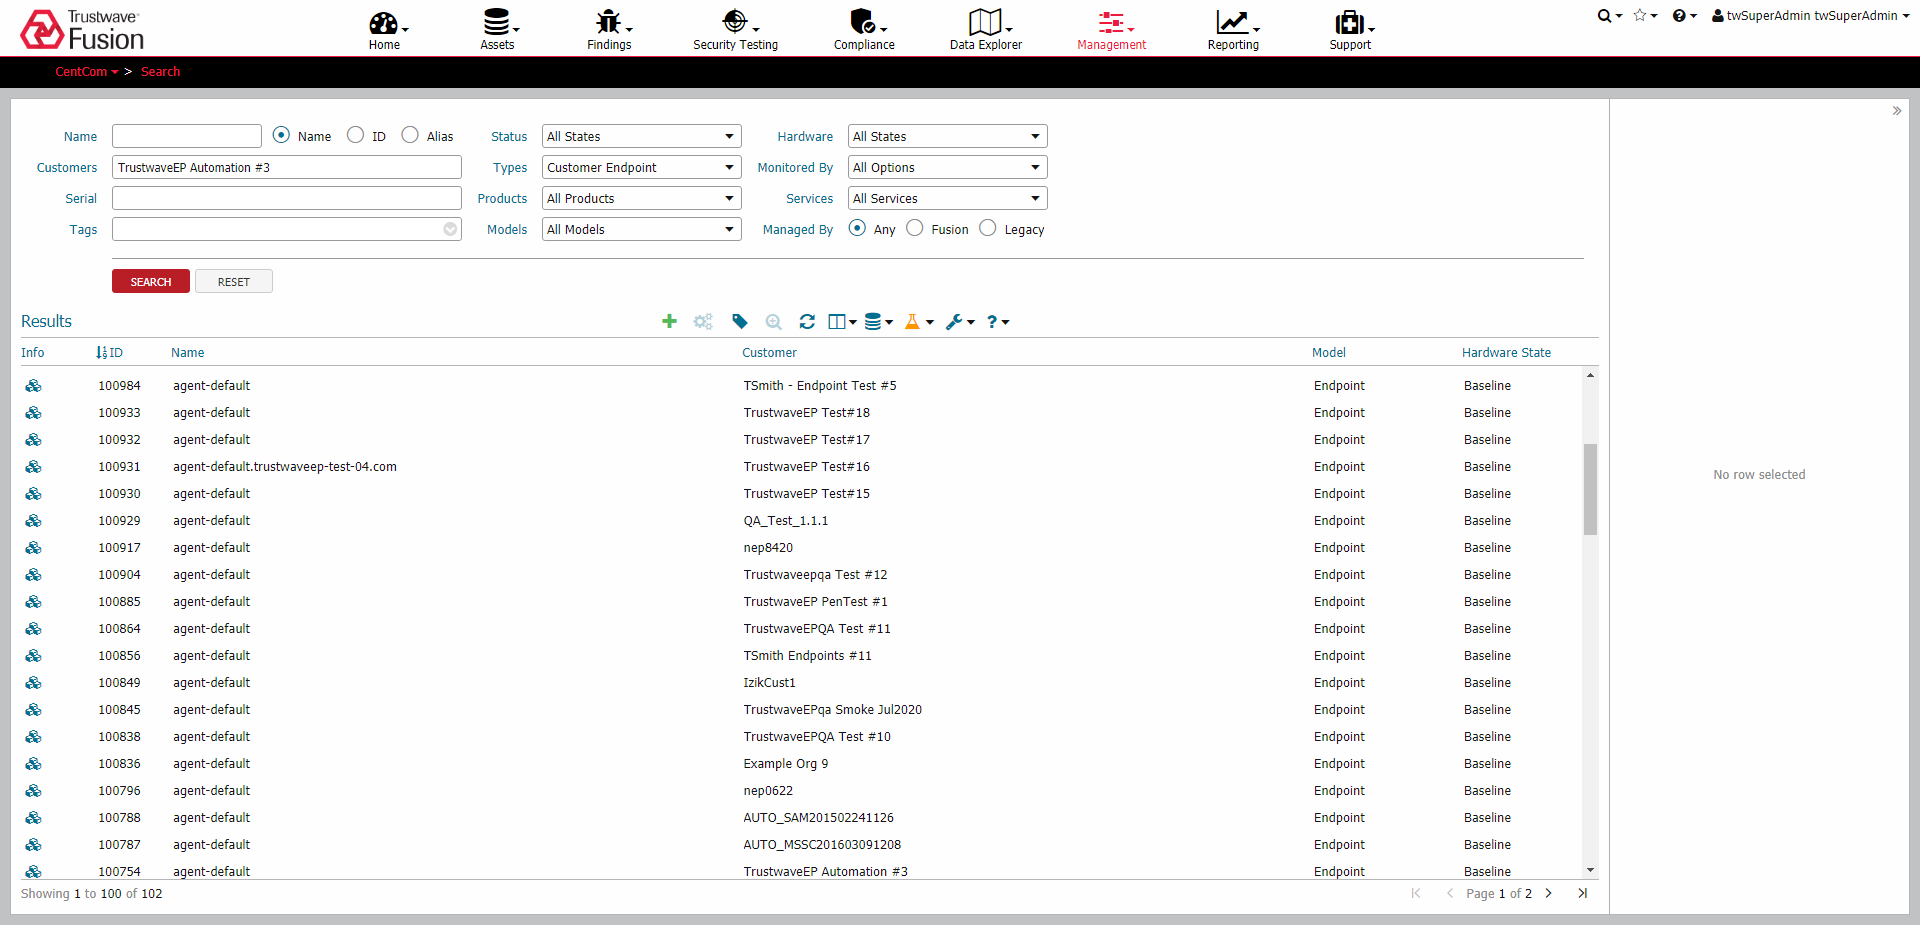 Trustwave®
Fusion
Home
Assets
Findings
Security Testing
Compliance
Data Explorer
Management
Reporting
Support
twSuperAdmin twSuperAdmin
CentCom > Search
Name Name ID Alias Status All States Hardware All States
Customers TrustwaveEP Automation #3 Types Customer Endpoint Monitored By All Options
Serial Products All Products Services All Services
Tags Models All Models Managed By Any Fusion Legacy
SEARCH RESET
Results
Info ID Name Customer Model Hardware State
100984 agent-default TSmith - Endpoint Test #5 Endpoint Baseline
100933 agent-default TrustwaveEP Test#18 Endpoint Baseline
100932 agent-default TrustwaveEP Test#17 Endpoint Baseline
100931 agent-default.trustwaveep-test-04.com TrustwaveEP Test#16 Endpoint Baseline
100930 agent-default TrustwaveEP Test#15 Endpoint Baseline
100929 agent-default QA_Test_1.1.1 Endpoint Baseline
100917 agent-default nep8420 Endpoint Baseline
100904 agent-default Trustwaveepqa Test #12 Endpoint Baseline
100885 agent-default TrustwaveEP PenTest #1 Endpoint Baseline
100864 agent-default TrustwaveEPQA Test #11 Endpoint Baseline
100856 agent-default TSmith Endpoints #11 Endpoint Baseline
100849 agent-default IzikCust1 Endpoint Baseline
100845 agent-default TrustwaveEPqa Smoke Jul2020 Endpoint Baseline
100838 agent-default TrustwaveEPQA Test #10 Endpoint Baseline
100836 agent-default Example Org 9 Endpoint Baseline
100796 agent-default nep0622 Endpoint Baseline
100788 agent-default AUTO_SAM201502241126 Endpoint Baseline
100787 agent-default AUTO_MSSC201603091208 Endpoint Baseline
100754 agent-default TrustwaveEP Automation #3 Endpoint Baseline
Showing 1 to 100 of 102 Page 1 of 2
No row selected